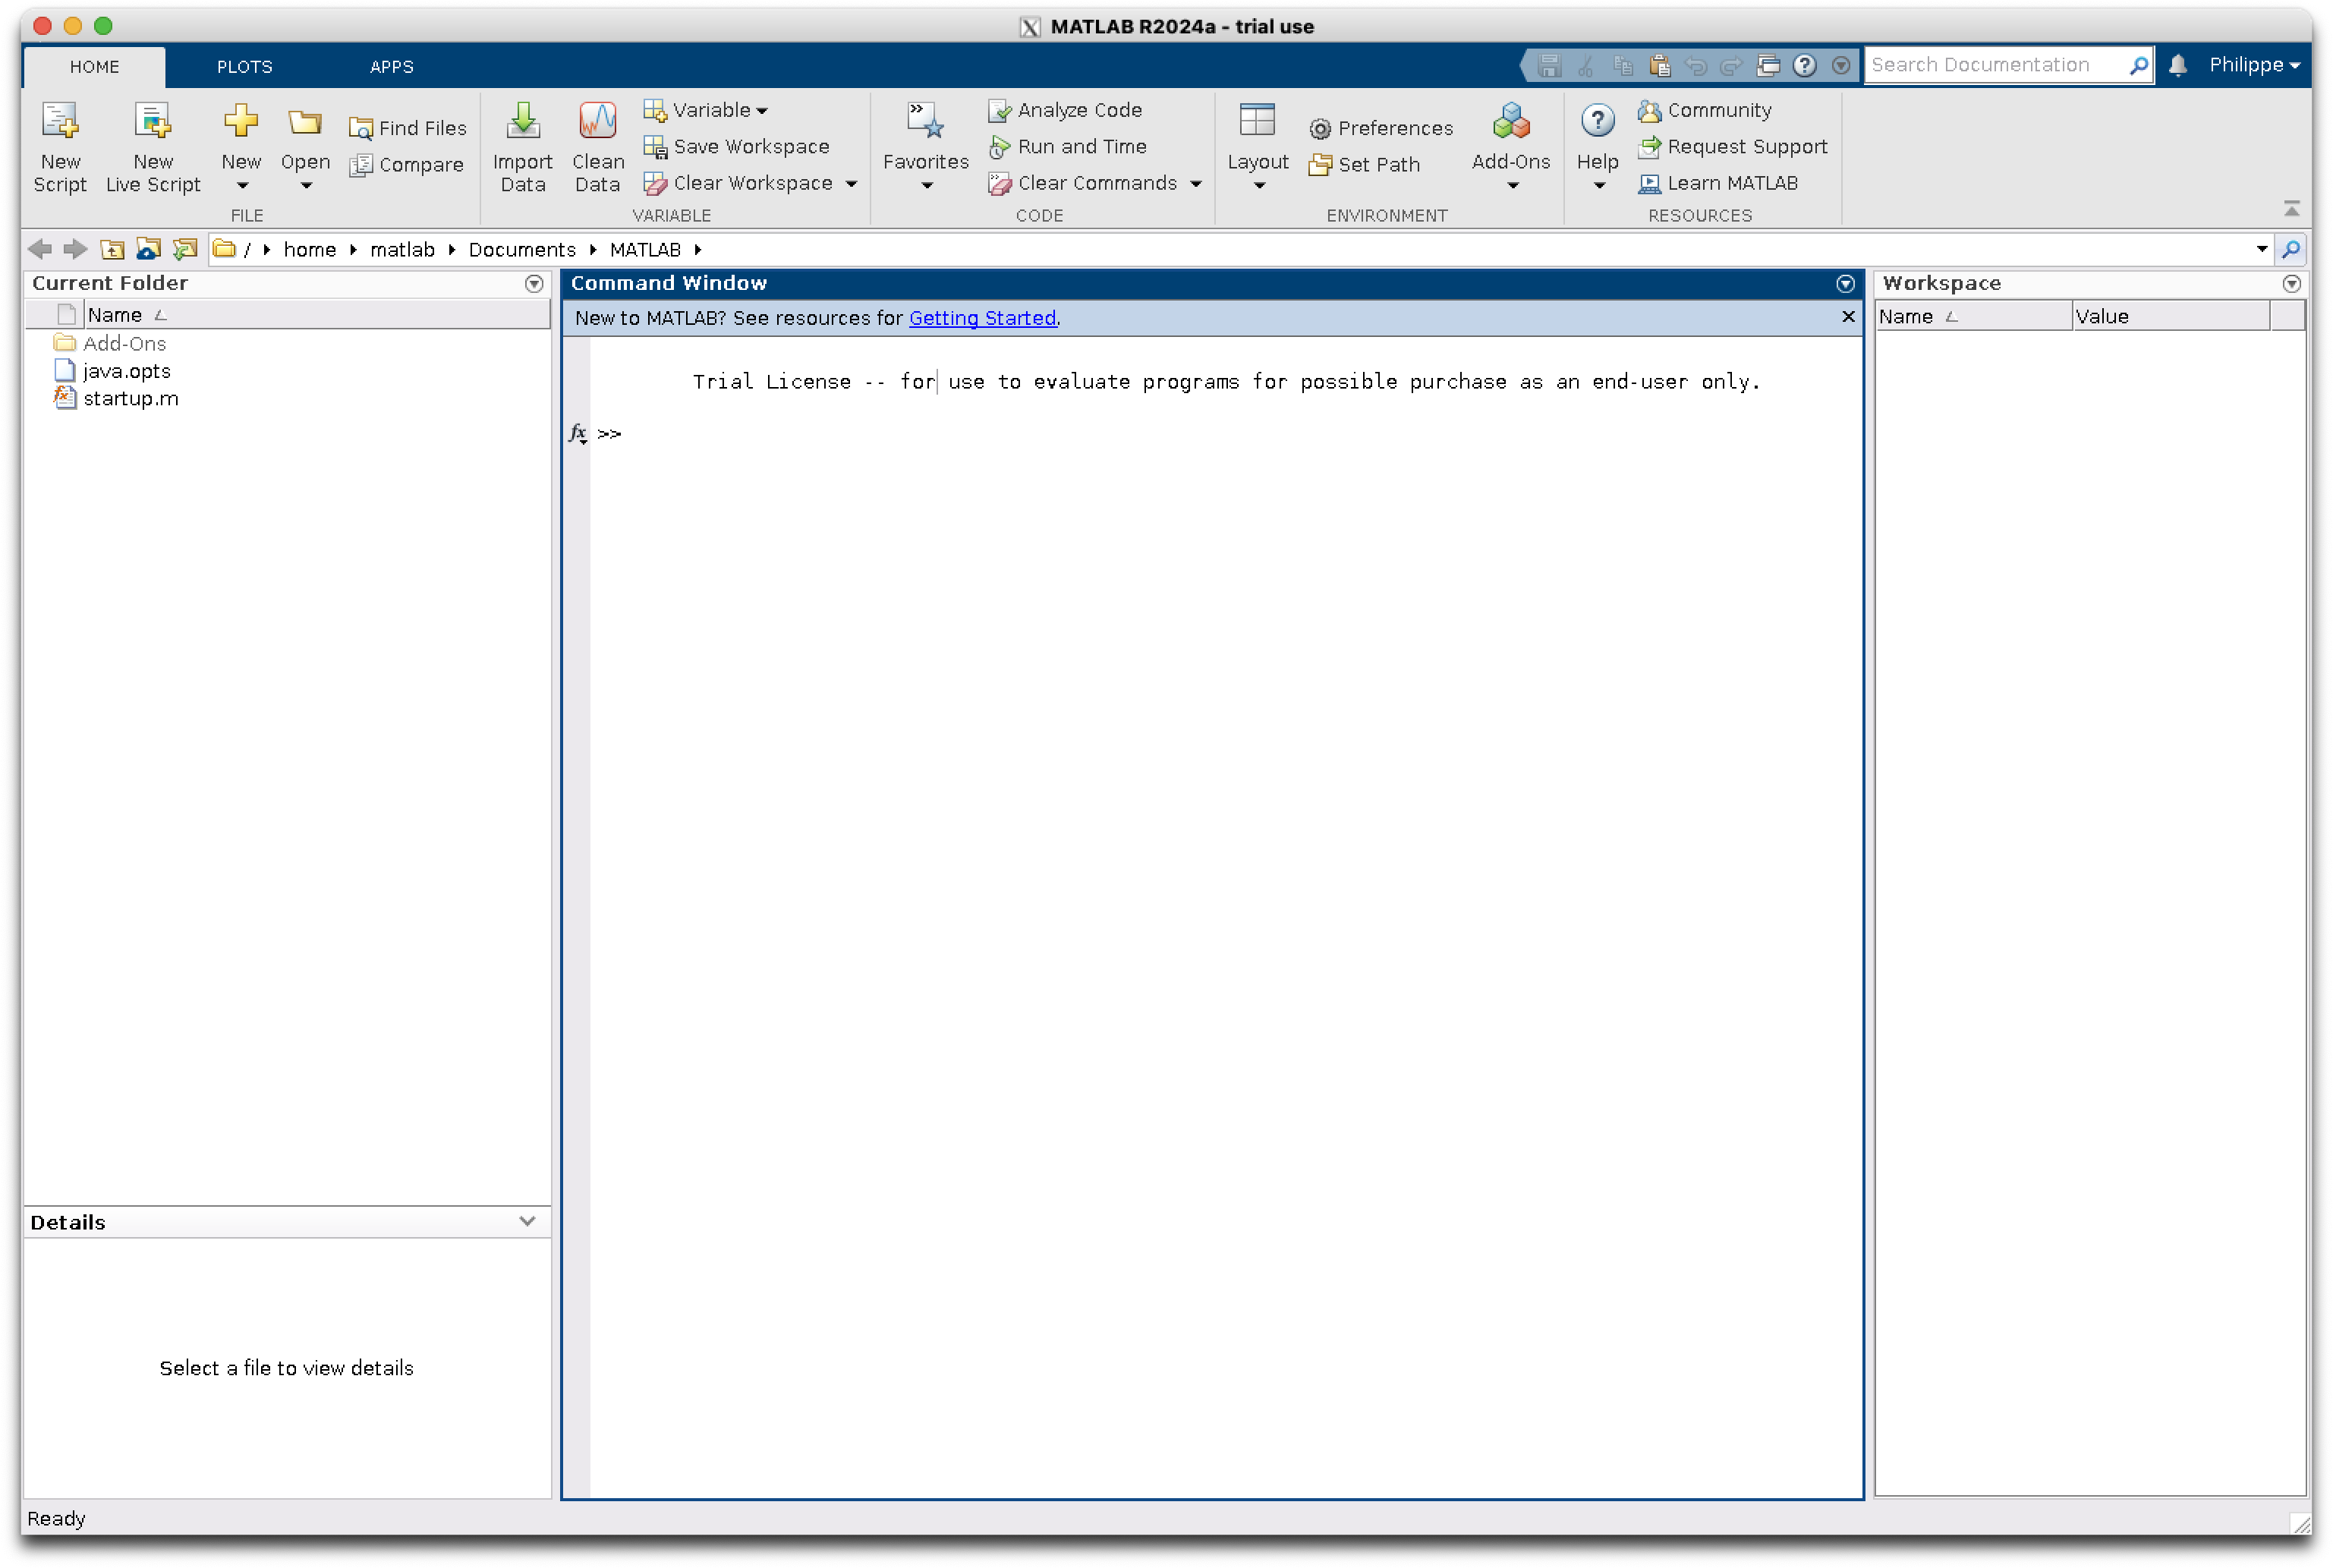 MATLAB R2024a - trial use
HOME PLOTS APPS
Search Documentation
Philippe
New Script
New Live Script
New
Open
Find Files
Compare
FILE
Import Data
Clean Data
Variable
Save Workspace
Clear Workspace
VARIABLE
Favorites
Analyze Code
Run and Time
Clear Commands
CODE
Layout
Preferences
Set Path
Add-Ons
ENVIRONMENT
Help
Community
Request Support
Learn MATLAB
RESOURCES
/ home matlab Documents MATLAB
Current Folder
Name
Add-Ons
java.opts
startup.m
Details
Select a file to view details
Command Window
New to MATLAB? See resources for Getting Started.
Trial License -- for use to evaluate programs for possible purchase as an end-user only.
fx >>
Workspace
Name Value
Ready